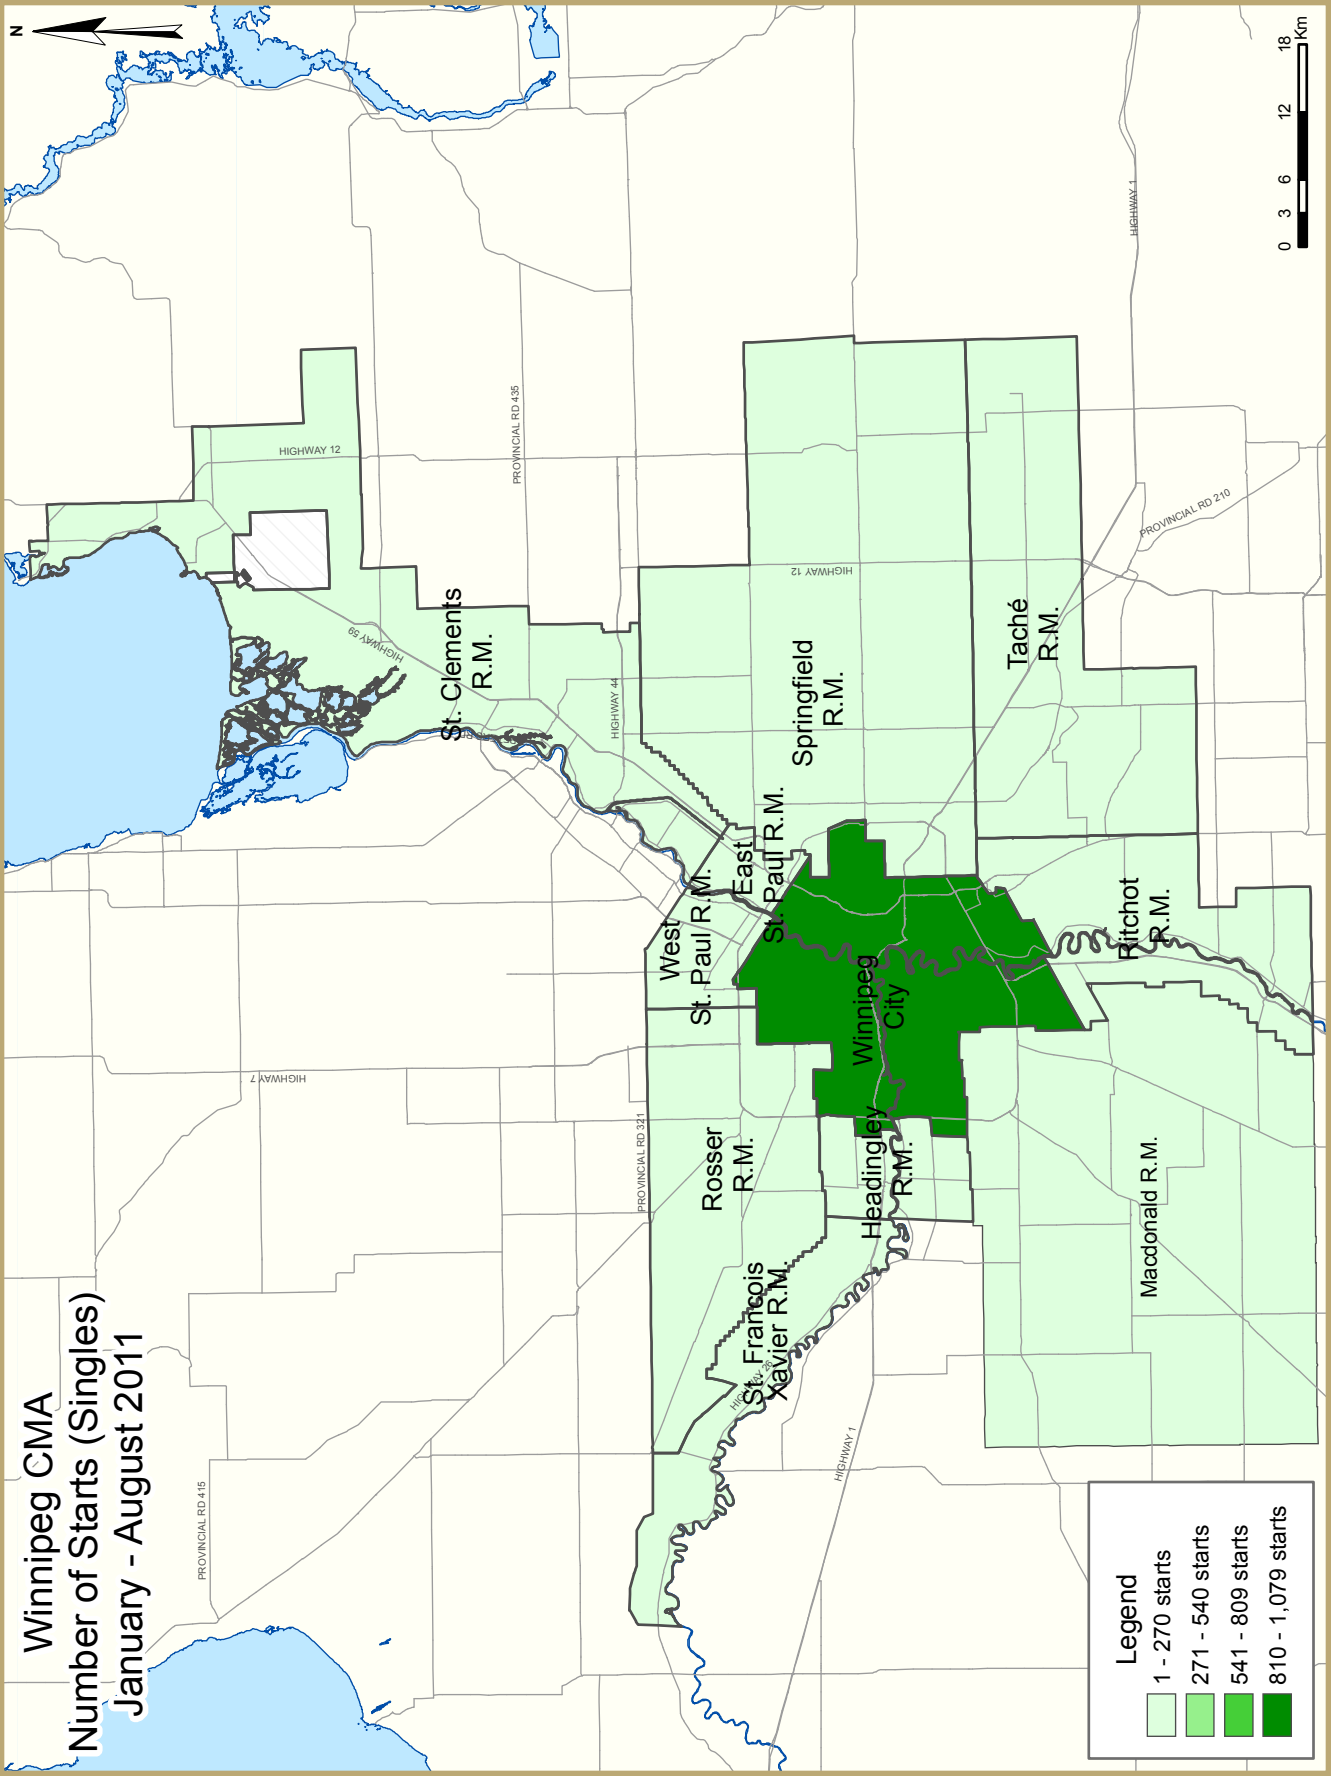 Winnipeg CMA
Number of Starts (Singles)
January - August 2011
N
PROVINCIAL RD 415
HIGHWAY 7
PROVINCIAL RD 321
HIGHWAY 12
PROVINCIAL RD 435
HIGHWAY 59
HIGHWAY 44
St. Clements
R.M.
West
St. Paul R.M.
East
St. Paul R.M.
Rosser
R.M.
St. Francois
Xavier R.M.
HIGHWAY 26
Springfield
R.M.
HIGHWAY 12
Winnipeg
City
Headingley
R.M.
HIGHWAY 1
Taché
R.M.
Ritchot
R.M.
Macdonald R.M.
HIGHWAY 1
PROVINCIAL RD 210
Legend
1 - 270 starts
271 - 540 starts
541 - 809 starts
810 - 1,079 starts
0 3 6 12 18
Km